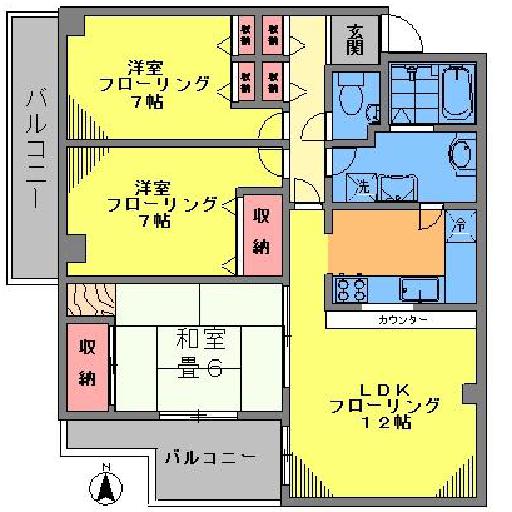 収納
収納
玄関
洋室
フローリング
7帖
収納
収納
バルコニー
洋室
フローリング
7帖
洗
収納
冷
カウンター
和室
畳6
収納
LDK
フローリング
12帖
バルコニー
N